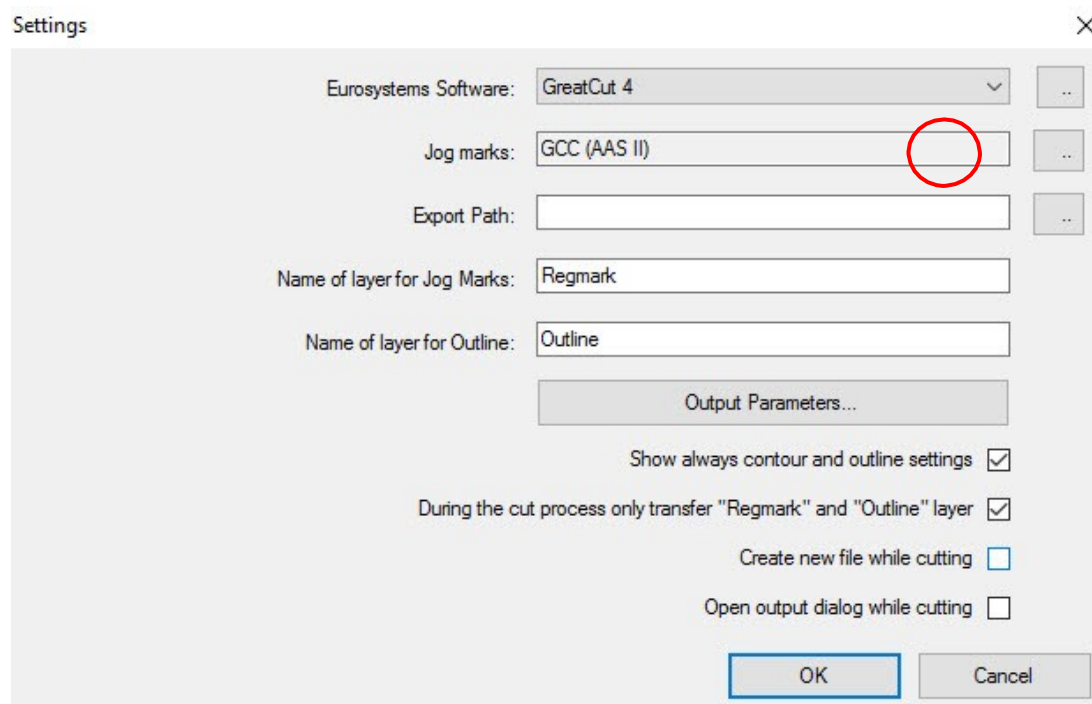 Settings
Eurosystems Software: GreatCut 4 ..
Jog marks: GCC (AAS II) ..
Export Path: ..
Name of layer for Jog Marks: Regmark
Name of layer for Outline: Outline
Output Parameters...
Show always contour and outline settings
During the cut process only transfer "Regmark" and "Outline" layer
Create new file while cutting
Open output dialog while cutting
OK Cancel